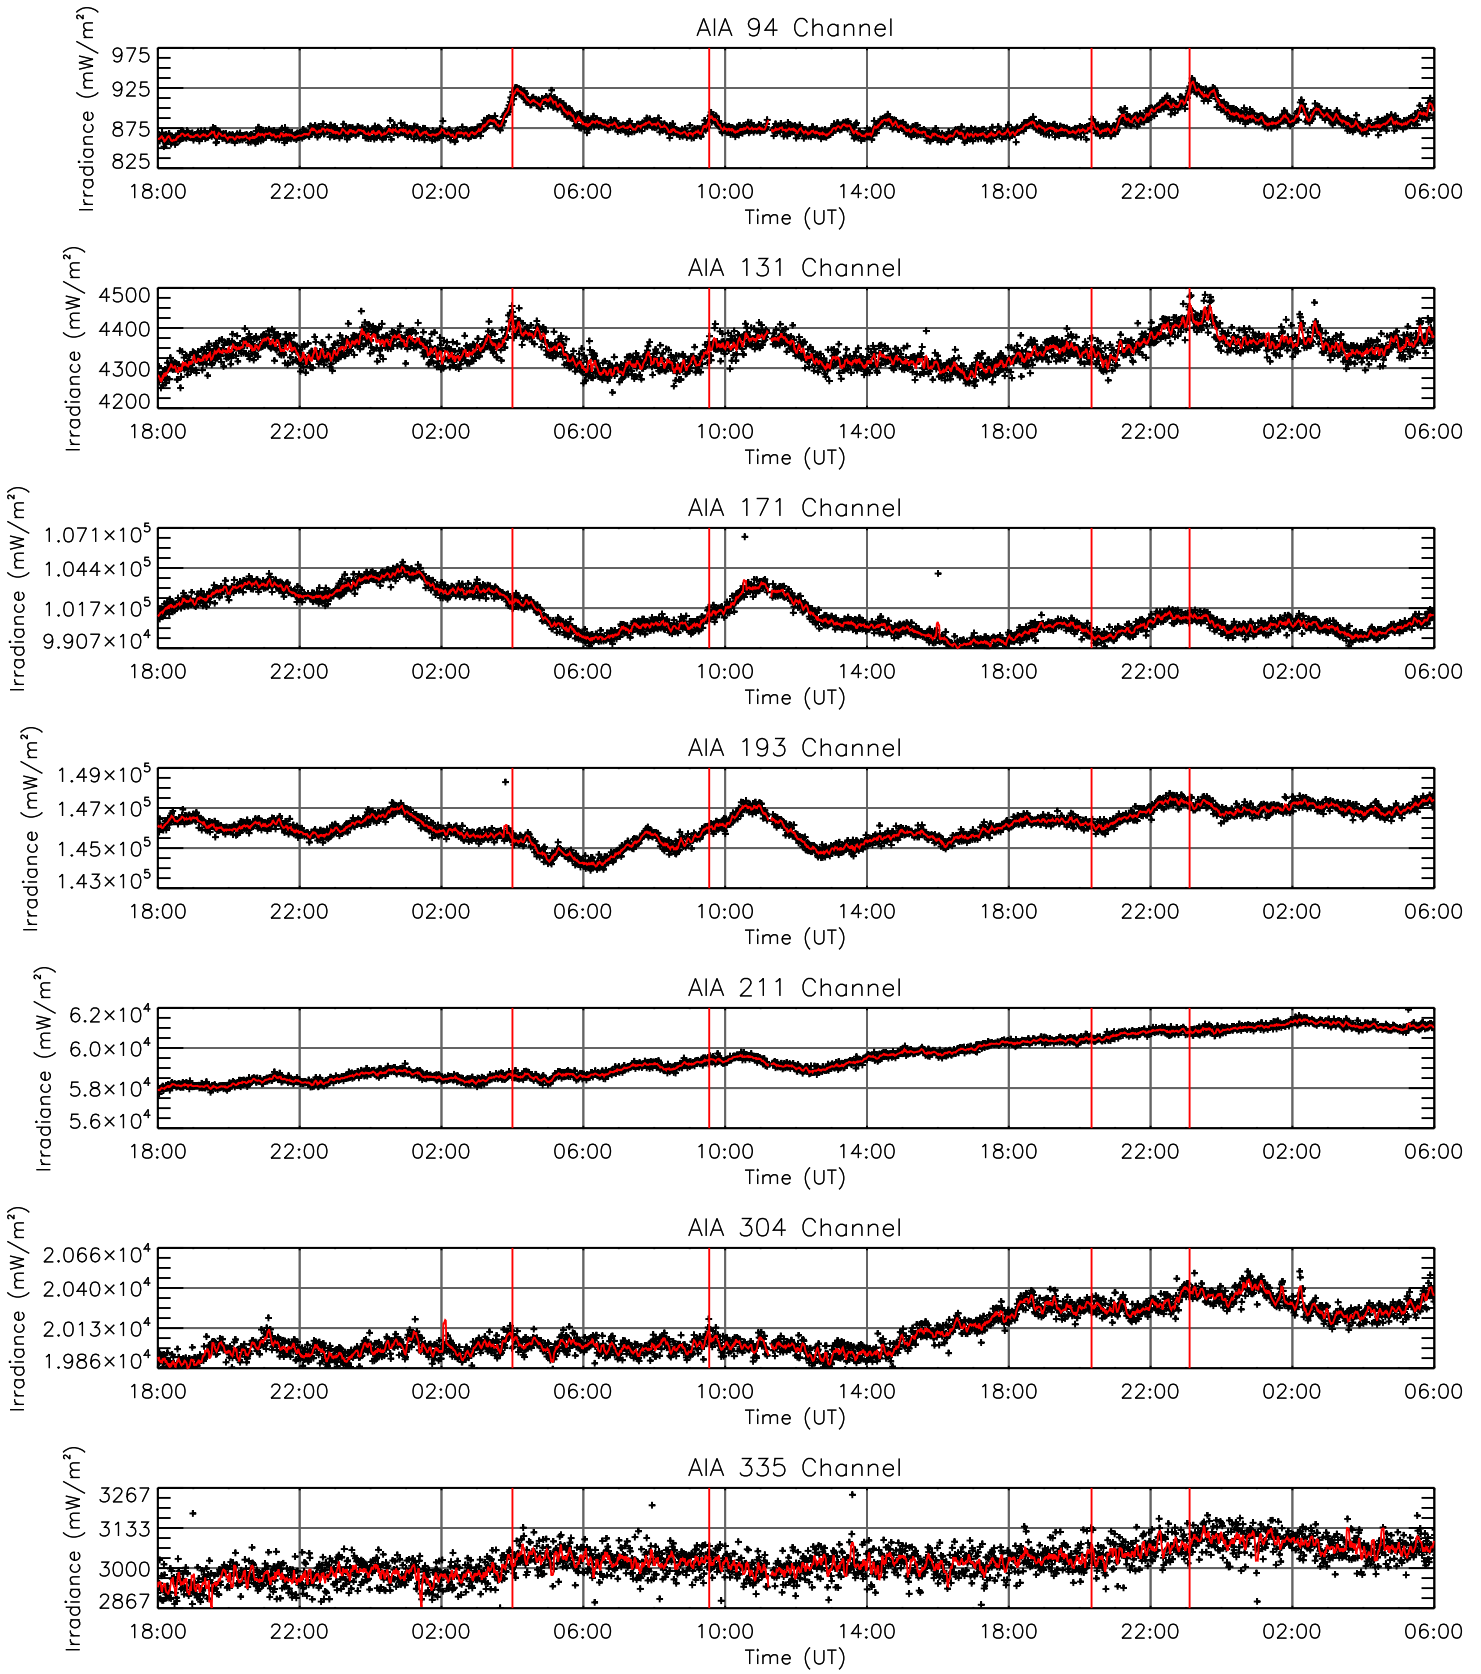 AIA 94 Channel
Irradiance (mW/m²)
975
925
875
825
18:00 22:00 02:00 06:00 10:00 14:00 18:00 22:00 02:00 06:00
Time (UT)
AIA 131 Channel
Irradiance (mW/m²)
4500
4400
4300
4200
18:00 22:00 02:00 06:00 10:00 14:00 18:00 22:00 02:00 06:00
Time (UT)
AIA 171 Channel
Irradiance (mW/m²)
1.071×10⁵
1.044×10⁵
1.017×10⁵
9.907×10⁴
18:00 22:00 02:00 06:00 10:00 14:00 18:00 22:00 02:00 06:00
Time (UT)
AIA 193 Channel
Irradiance (mW/m²)
1.49×10⁵
1.47×10⁵
1.45×10⁵
1.43×10⁵
18:00 22:00 02:00 06:00 10:00 14:00 18:00 22:00 02:00 06:00
Time (UT)
AIA 211 Channel
Irradiance (mW/m²)
6.2×10⁴
6.0×10⁴
5.8×10⁴
5.6×10⁴
18:00 22:00 02:00 06:00 10:00 14:00 18:00 22:00 02:00 06:00
Time (UT)
AIA 304 Channel
Irradiance (mW/m²)
2.066×10⁴
2.040×10⁴
2.013×10⁴
1.986×10⁴
18:00 22:00 02:00 06:00 10:00 14:00 18:00 22:00 02:00 06:00
Time (UT)
AIA 335 Channel
Irradiance (mW/m²)
3267
3133
3000
2867
18:00 22:00 02:00 06:00 10:00 14:00 18:00 22:00 02:00 06:00
Time (UT)